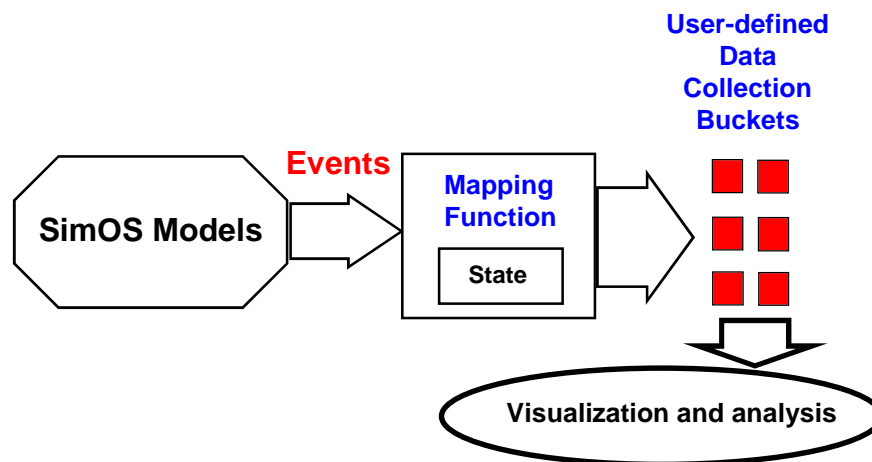 User-defined
Data
Collection
Buckets
Events
Mapping
Function
SimOS Models
State
Visualization and analysis